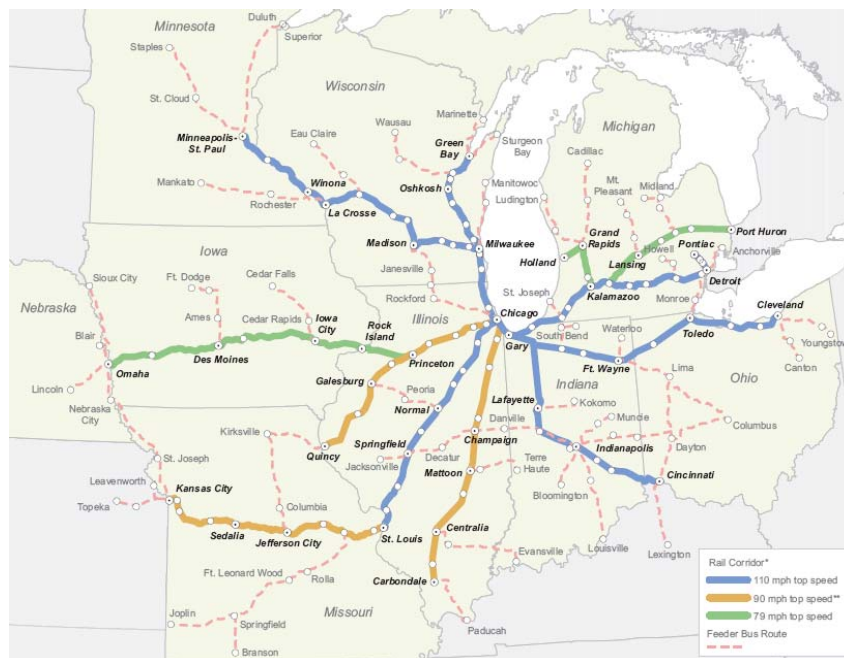 Minnesota
Duluth
Superior
Staples
St. Cloud
Wisconsin
Marinette
Wausau
Eau Claire
Minneapolis-
St. Paul
Green
Bay
Sturgeon
Bay
Michigan
Cadillac
Mankato
Winona
Rochester
La Crosse
Oshkosh
Manitowoc
Ludington
Mt.
Pleasant
Midland
Madison
Milwaukee
Grand
Rapids
Holland
Lansing
Howell
Pontiac
Port Huron
Anchorville
Iowa
Janesville
Rockford
Sioux City
Ft. Dodge
Cedar Falls
Nebraska
Illinois
Chicago
St. Joseph
Kalamazoo
Monroe
Detroit
Ames
Cedar Rapids
Iowa
City
Rock
Island
Blair
Omaha
Des Moines
Princeton
Gary
South Bend
Waterloo
Toledo
Cleveland
Youngstown
Canton
Ft. Wayne
Lima
Ohio
Lincoln
Nebraska
City
Galesburg
Peoria
Normal
Lafayette
Indiana
Kokomo
Muncie
Columbus
Kirksville
Quincy
Springfield
Danville
Champaign
Indianapolis
Dayton
Jacksonville
Decatur
Mattoon
Terre
Haute
Bloomington
Cincinnati
St. Joseph
Leavenworth
Topeka
Kansas City
Columbia
Sedalia
Jefferson City
St. Louis
Centralia
Louisville
Lexington
Evansville
Ft. Leonard Wood
Rolla
Carbondale
Missouri
Joplin
Springfield
Branson
Paducah
Rail Corridor*
110 mph top speed
90 mph top speed**
79 mph top speed
Feeder Bus Route